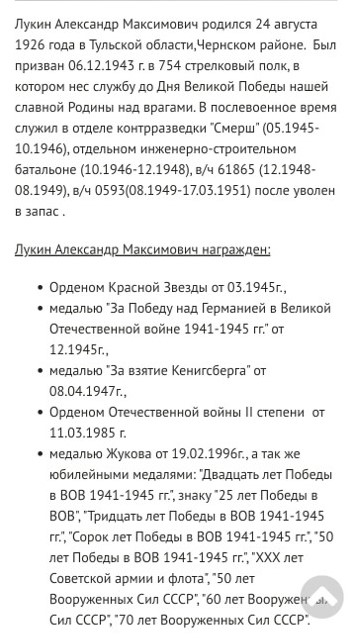 Лукин Александр Максимович родился 24 августа
1926 года в Тульской области,Чернском районе. Был
призван 06.12.1943 г. в 754 стрелковый полк, в
котором нес службу до Дня Великой Победы нашей
славной Родины над врагами. В послевоенное время
служил в отделе контрразведки "Смерш" (05.1945-
10.1946), отдельном инженерно-строительном
батальоне (10.1946-12.1948), в/ч 61865 (12.1948-
08.1949), в/ч 0593(08.1949-17.03.1951) после уволен
в запас .
Лукин Александр Максимович награжден:
• Орденом Красной Звезды от 03.1945г.,
• медалью "За Победу над Германией в Великой
Отечественной войне 1941-1945 гг." от
12.1945г.,
• медалью "За взятие Кенигсберга" от
08.04.1947г.,
• Орденом Отечественной войны II степени от
11.03.1985 г.
• медалью Жукова от 19.02.1996г., а так же
юбилейными медалями: "Двадцать лет Победы
в ВОВ 1941-1945 гг.", знаку "25 лет Победы в
ВОВ", "Тридцать лет Победы в ВОВ 1941-1945
гг.", "Сорок лет Победы в ВОВ 1941-1945 гг.", "50
лет Победы в ВОВ 1941-1945 гг.", "ХХХ лет
Советской армии и флота", "50 лет
Вооруженных Сил СССР", "60 лет Вооруженных
Сил СССР", "70 лет Вооруженных Сил СССР".